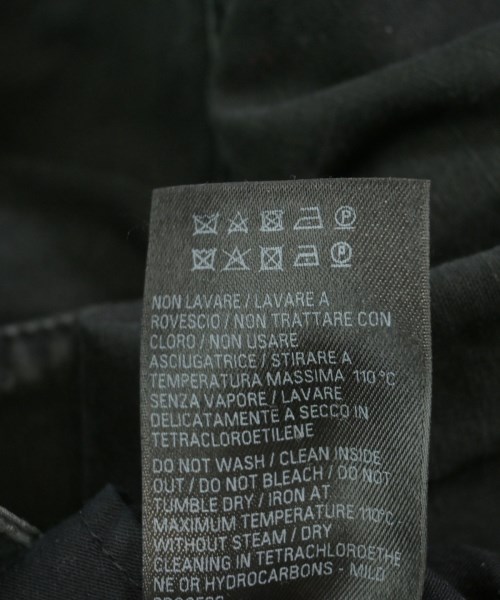 P
P
NON LAVARE / LAVARE A
ROVESCIO / NON TRATTARE CON
CLORO / NON USARE
ASCIUGATRICE / STIRARE A
TEMPERATURA MASSIMA 110°C
SENZA VAPORE / LAVARE
DELICATAMENTE A SECCO IN
TETRACLOROETILENE
DO NOT WASH / CLEAN INSIDE
OUT / DO NOT BLEACH / DO NOT
TUMBLE DRY / IRON AT
MAXIMUM TEMPERATURE 110°C
WITHOUT STEAM / DRY
CLEANING IN TETRACHLOROETHE
NE OR HYDROCARBONS - MILD